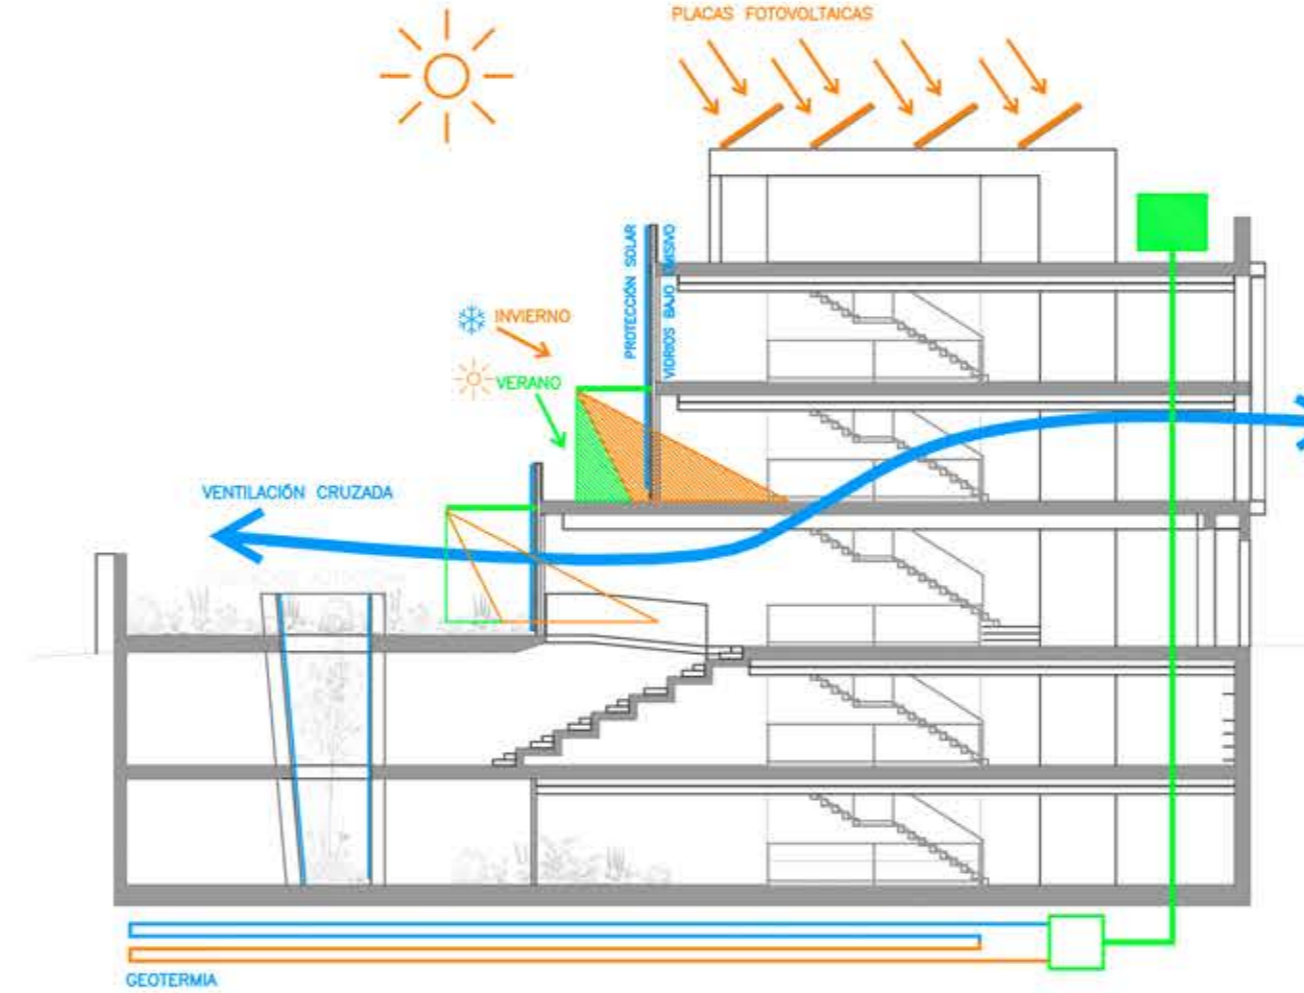 PLACAS FOTOVOLTAICAS
PROTECCIÓN SOLAR
VIDRIOS BAJO EMISIVO
INVIERNO
VERANO
VENTILACIÓN CRUZADA
GEOTERMIA